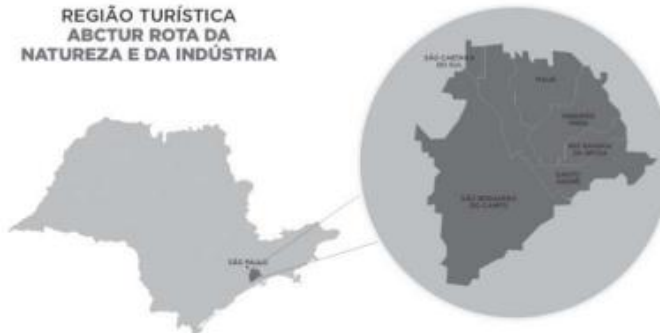 REGIÃO TURÍSTICA
ABCTUR ROTA DA
NATUREZA E DA INDÚSTRIA
SÃO CAETANO
DO SUL
MAUÁ
RIBEIRÃO
PIRES
RIO GRANDE
DA SERRA
SANTO
ANDRÉ
SÃO BERNARDO
DO CAMPO
SÃO PAULO